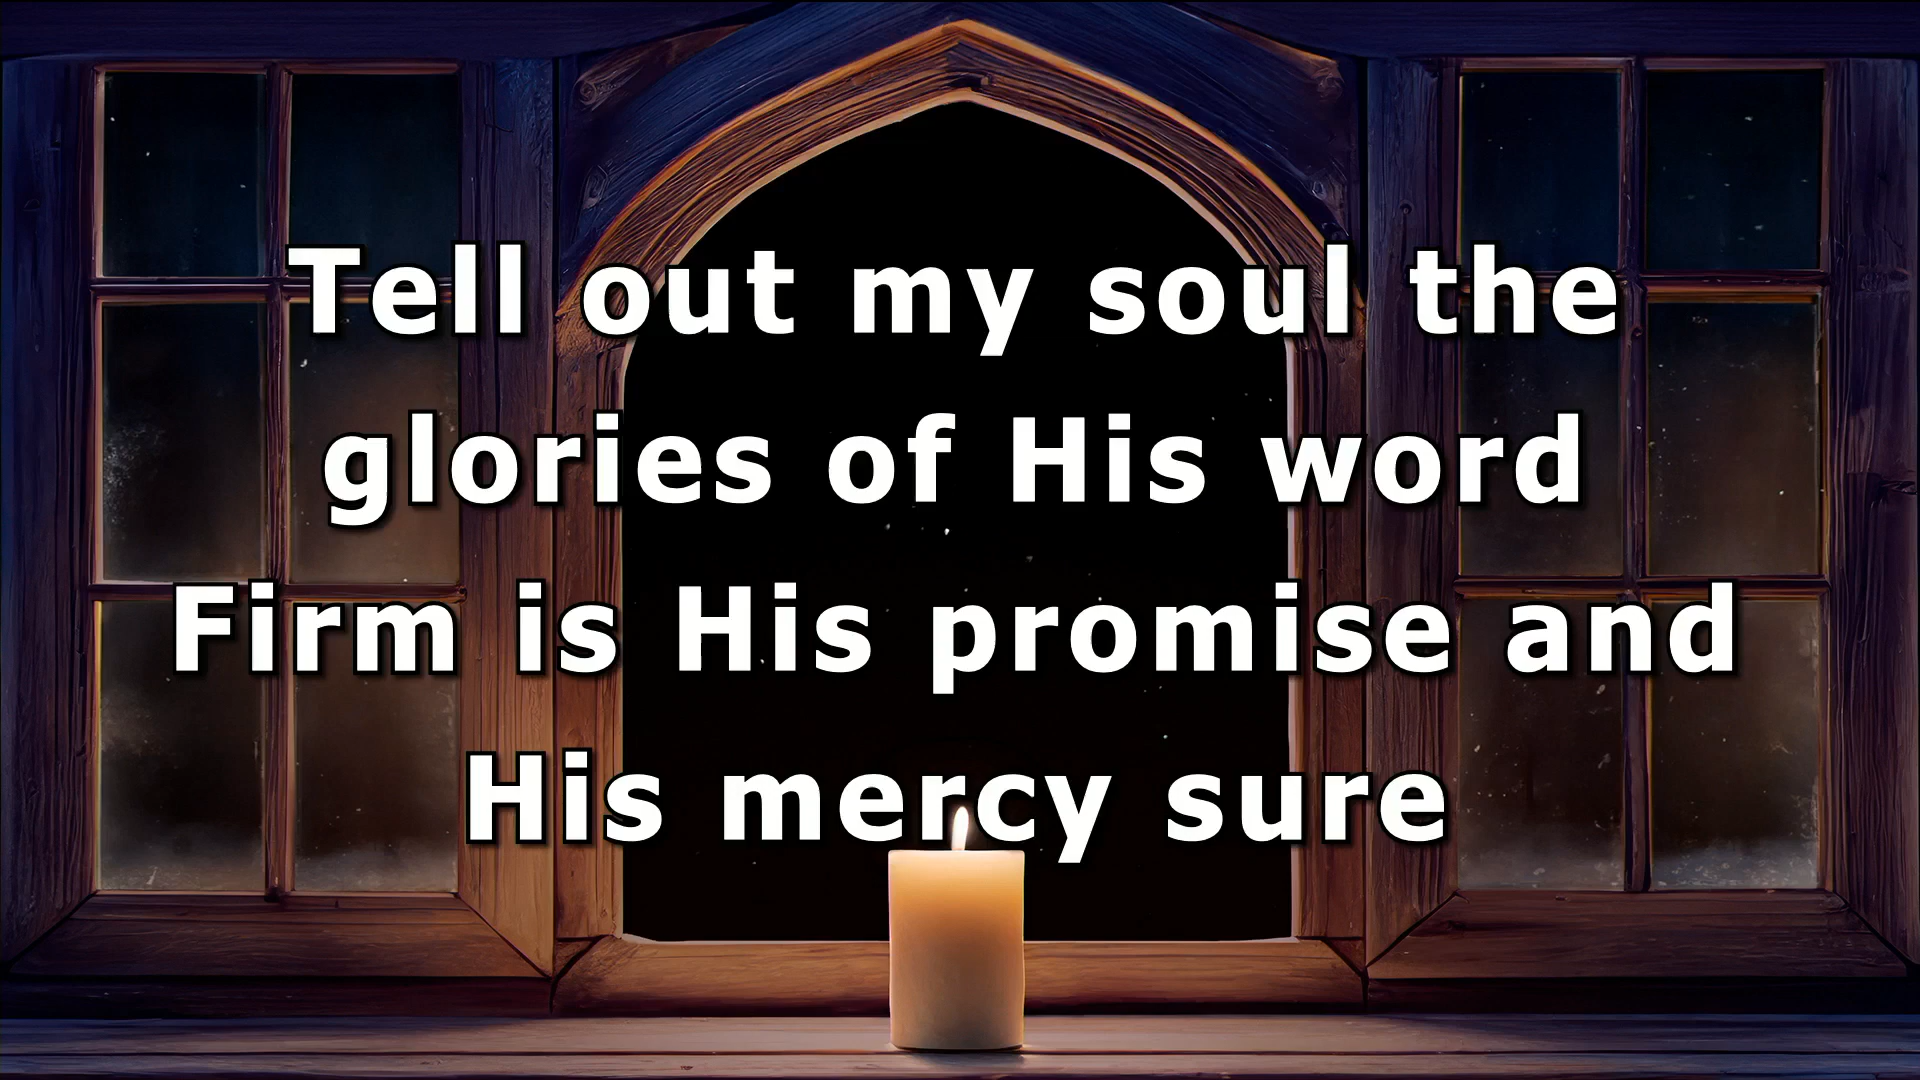 Tell out my soul the
glories of His word
Firm is His promise and
His mercy sure